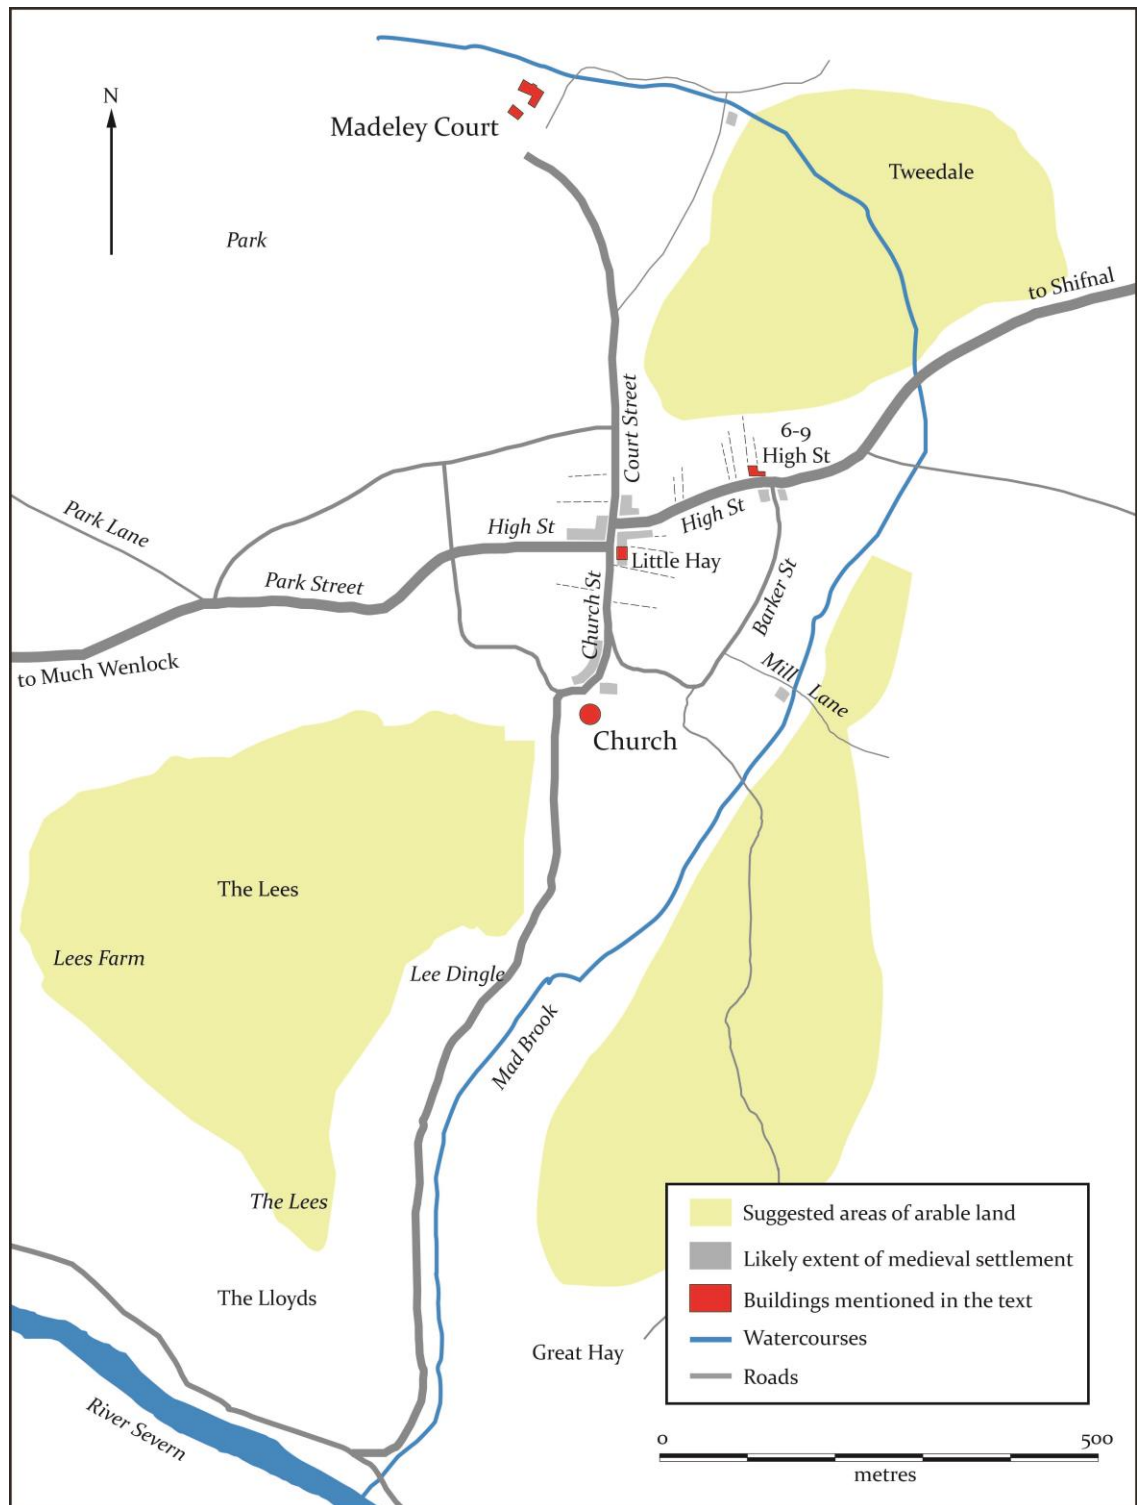 N
Madeley Court
Tweedale
Park
to Shifnal
Court Street
6-9
High St
Park Lane
High St
High St
Little Hay
Park Street
Church St
Barker St
to Much Wenlock
Mill Lane
Church
The Lees
Lees Farm
Lee Dingle
Mad Brook
The Lees
The Lloyds
Great Hay
River Severn
Suggested areas of arable land
Likely extent of medieval settlement
Buildings mentioned in the text
Watercourses
Roads
0 500
metres